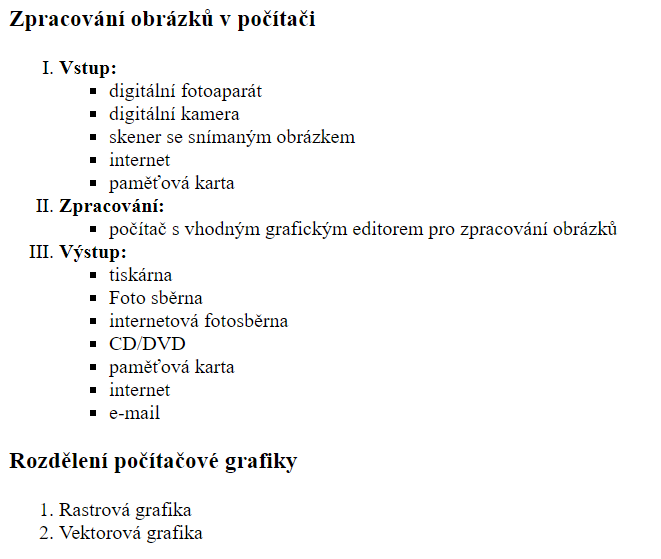 Zpracování obrázků v počítači
I. Vstup:
▪ digitální fotoaparát
▪ digitální kamera
▪ skener se snímaným obrázkem
▪ internet
▪ paměťová karta
II. Zpracování:
▪ počítač s vhodným grafickým editorem pro zpracování obrázků
III. Výstup:
▪ tiskárna
▪ Foto sběrna
▪ internetová fotosběrna
▪ CD/DVD
▪ paměťová karta
▪ internet
▪ e-mail
Rozdělení počítačové grafiky
1. Rastrová grafika
2. Vektorová grafika